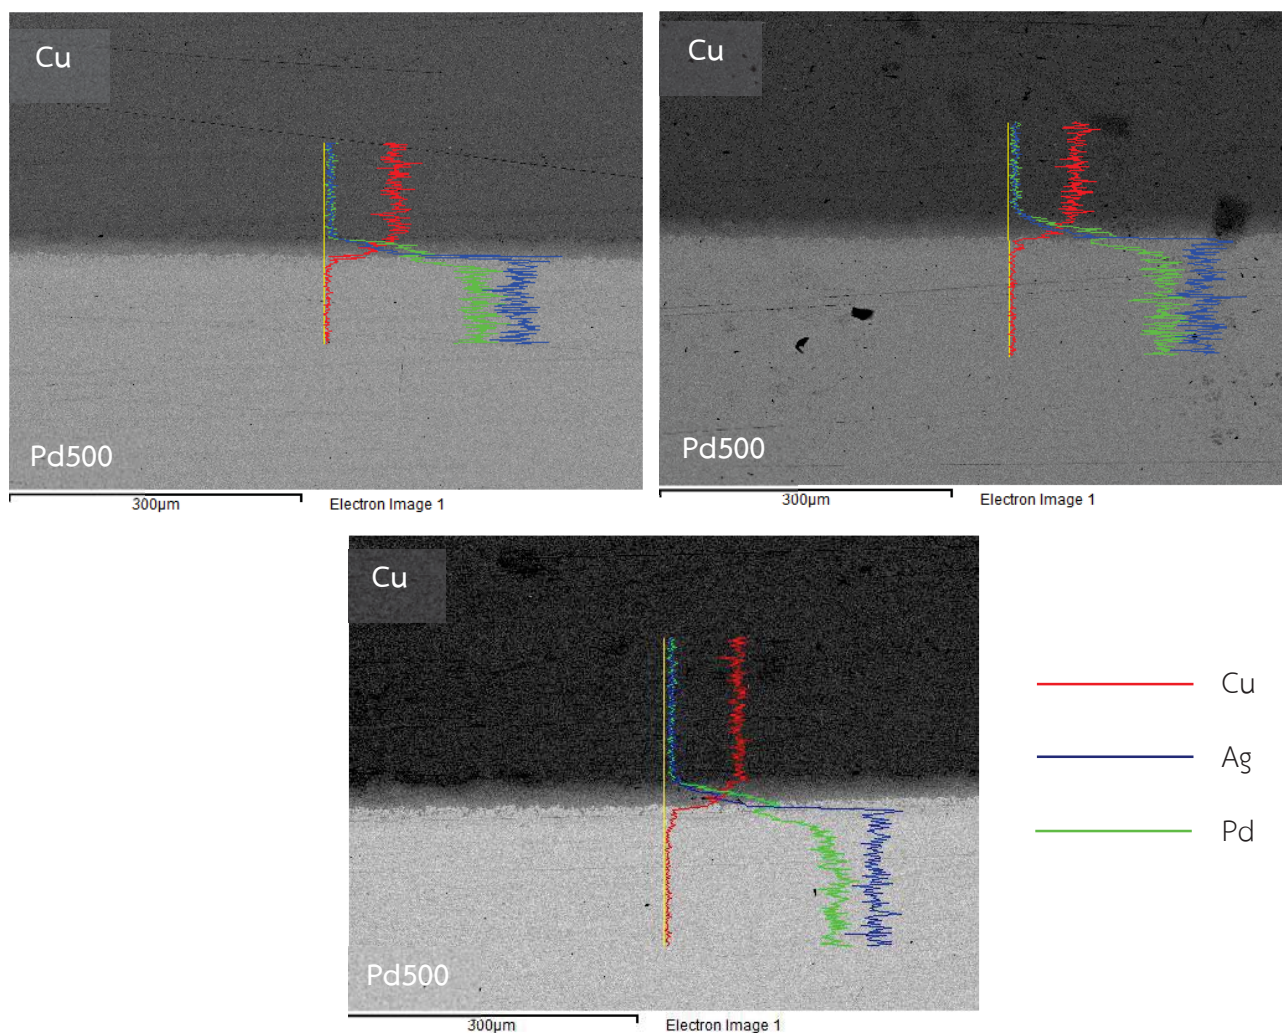 Cu
Pd500
300μm
Electron Image 1
Cu
Pd500
300μm
Electron Image 1
Cu
Pd500
300μm
Electron Image 1
Cu
Ag
Pd